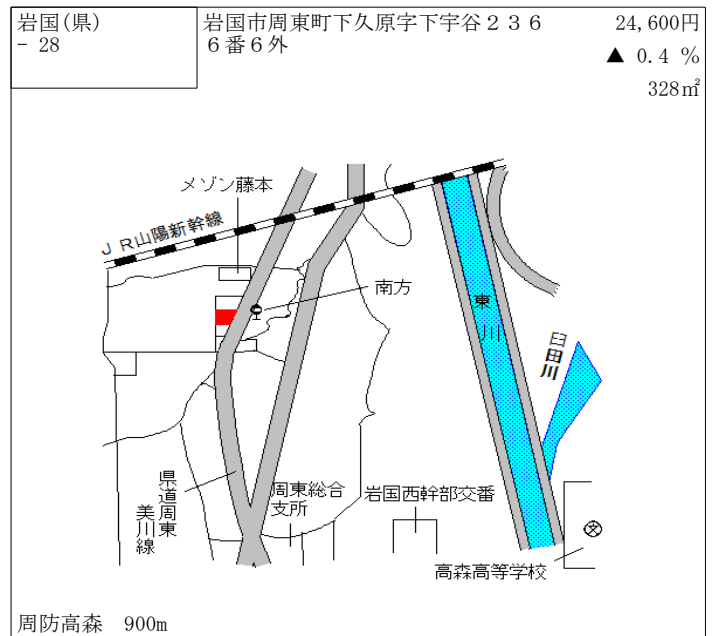 岩国(県)
- 28
岩国市周東町下久原字下宇谷２３６
６番６外
24,600円
▲ 0.4 %
328㎡
メゾン藤本
ＪＲ山陽新幹線
南方
東川
臼田川
県道周東
美川線
周東総合
支所
岩国西幹部交番
高森高等学校
文
周防高森　900m